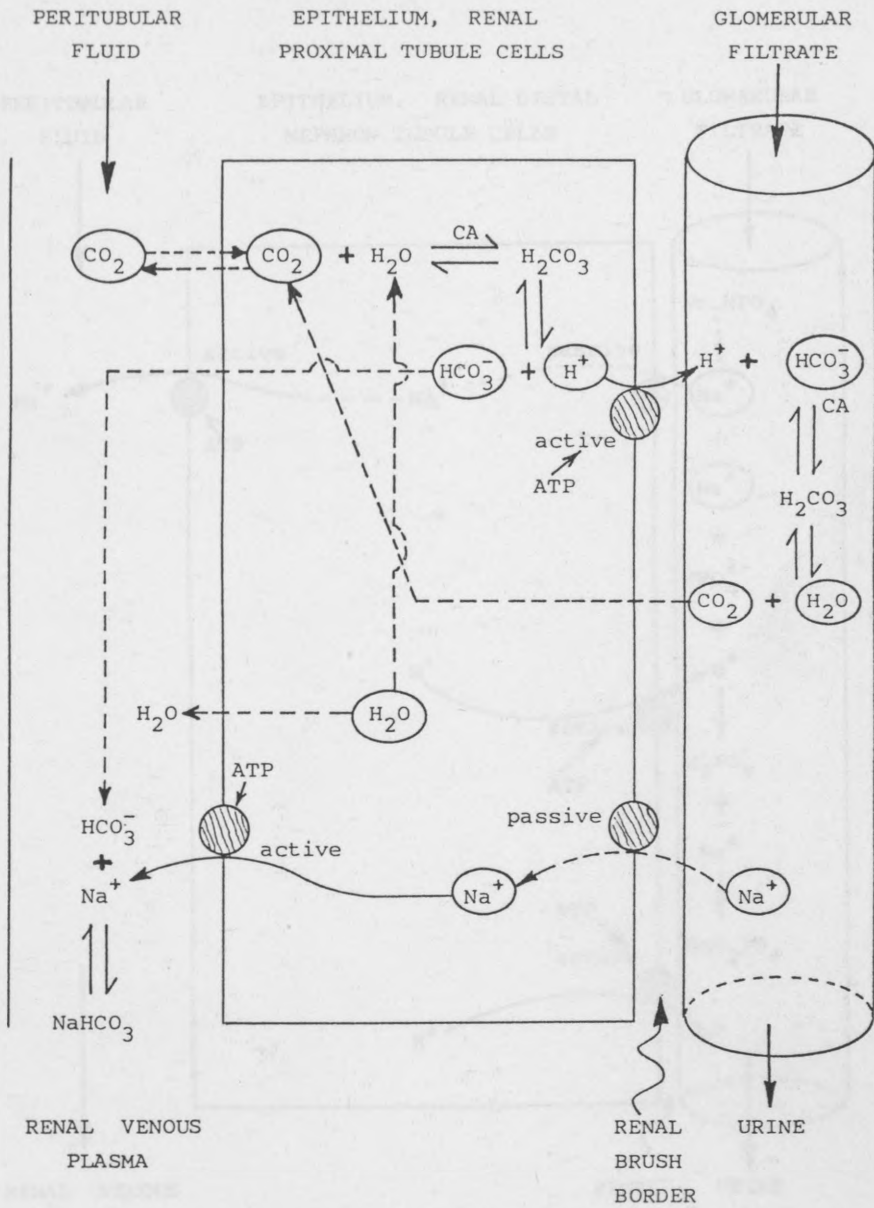 PERITUBULAR FLUID
EPITHELIUM, RENAL PROXIMAL TUBULE CELLS
GLOMERULAR FILTRATE
CO₂ CO₂ + H₂O CA H₂CO₃
HCO₃⁻ + H⁺ H⁺ + HCO₃⁻
active
ATP
CA
H₂CO₃
CO₂ + H₂O
H₂O H₂O
ATP
HCO₃⁻
+
Na⁺
active
passive
Na⁺
Na⁺
NaHCO₃
RENAL VENOUS PLASMA
RENAL BRUSH BORDER
URINE